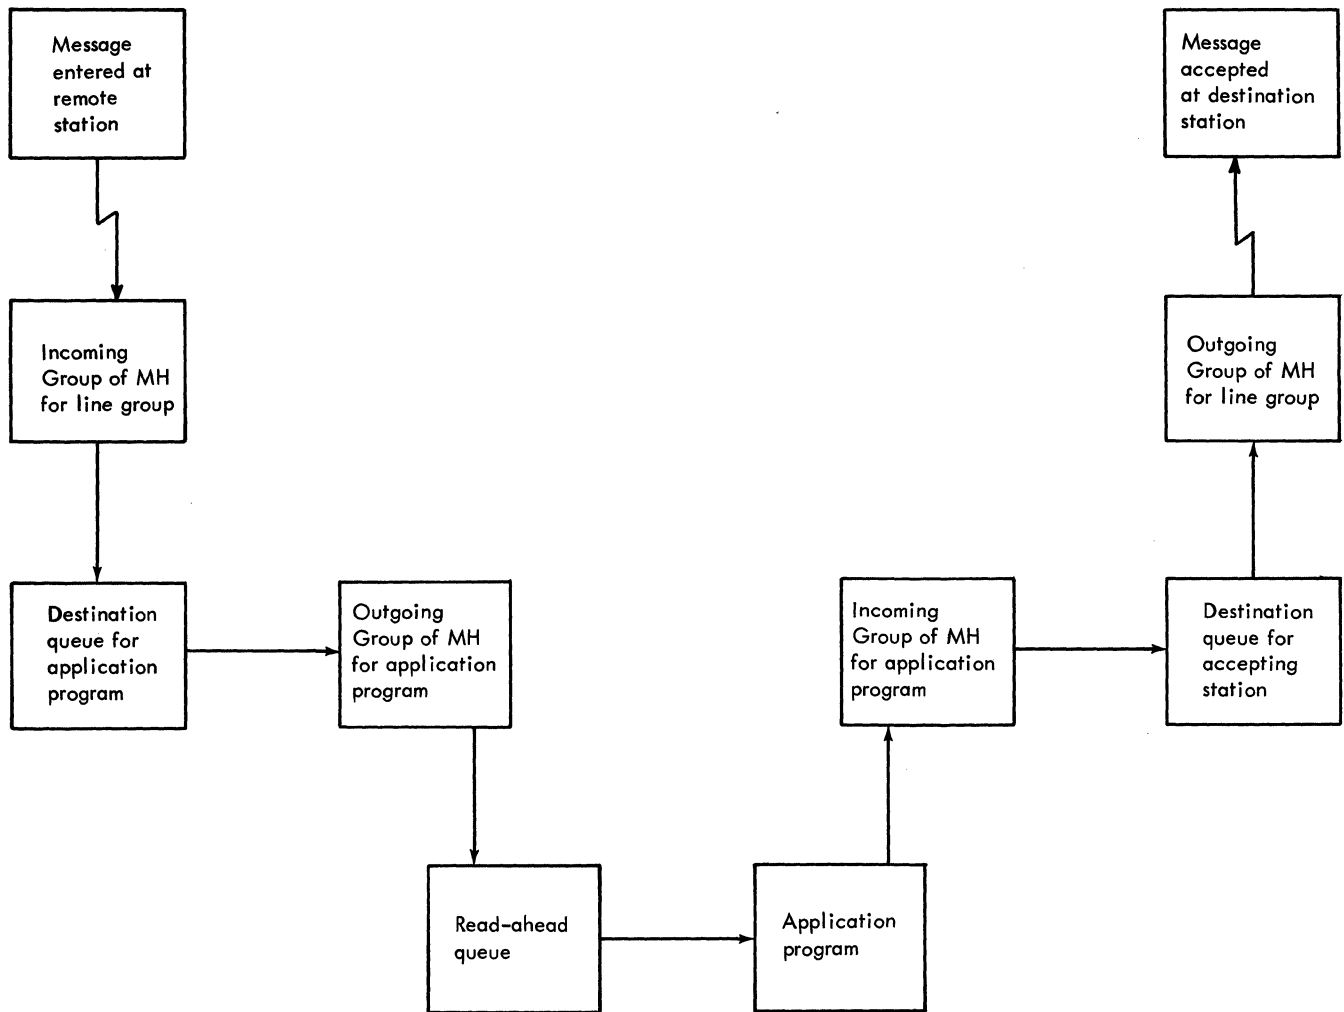 Message
entered at
remote
station
Incoming
Group of MH
for line group
Destination
queue for
application
program
Outgoing
Group of MH
for application
program
Read-ahead
queue
Application
program
Incoming
Group of MH
for application
program
Destination
queue for
accepting
station
Outgoing
Group of MH
for line group
Message
accepted
at destination
station